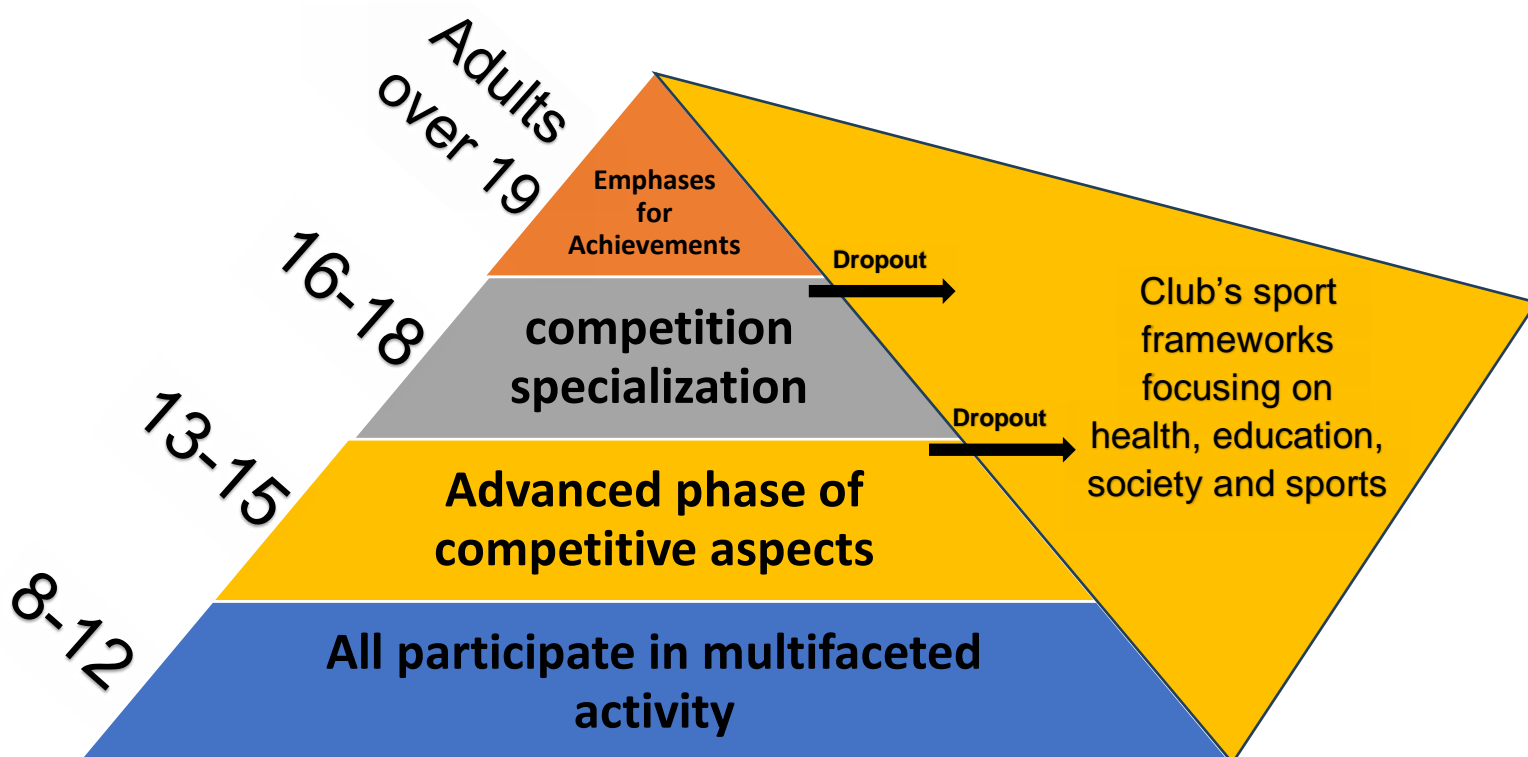 Adults
over 19
Emphases
for
Achievements
Dropout
16-18
competition
specialization
Dropout
Club's sport
frameworks
focusing on
health, education,
society and sports
13-15
Advanced phase of
competitive aspects
8-12
All participate in multifaceted
activity